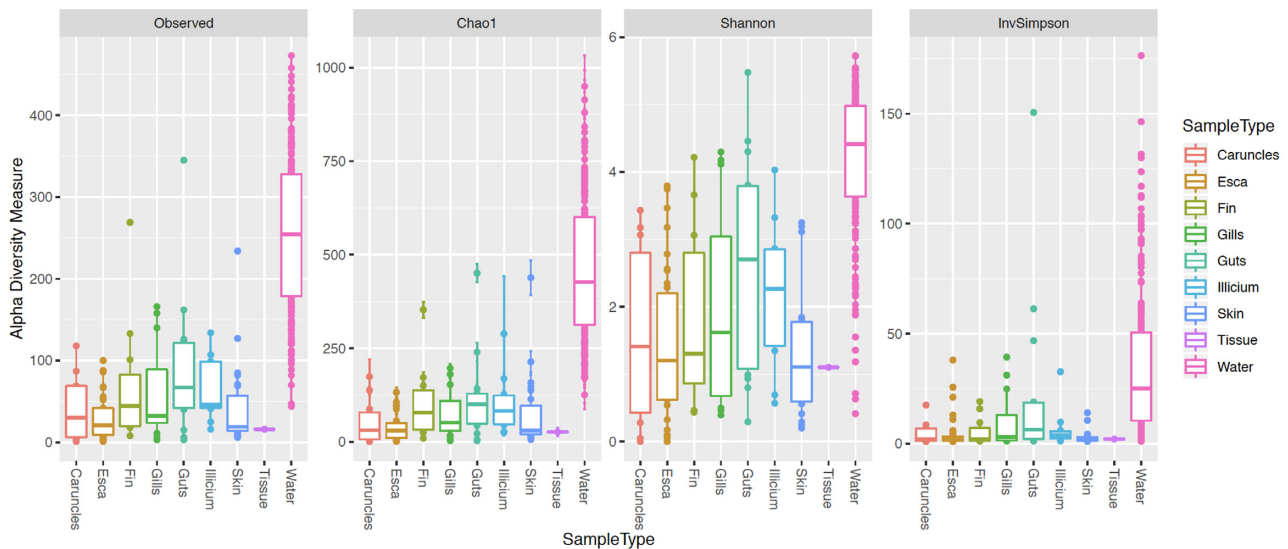 Observed
Chao1
Shannon
InvSimpson
Alpha Diversity Measure
400
300
200
100
0
1000
750
500
250
0
6
4
2
0
150
100
50
0
Caruncles
Esca
Fin
Gills
Guts
Illicium
Skin
Tissue
Water
Caruncles
Esca
Fin
Gills
Guts
Illicium
Skin
Tissue
Water
Caruncles
Esca
Fin
Gills
Guts
Illicium
Skin
Tissue
Water
Caruncles
Esca
Fin
Gills
Guts
Illicium
Skin
Tissue
Water
SampleType
SampleType
Caruncles
Esca
Fin
Gills
Guts
Illicium
Skin
Tissue
Water